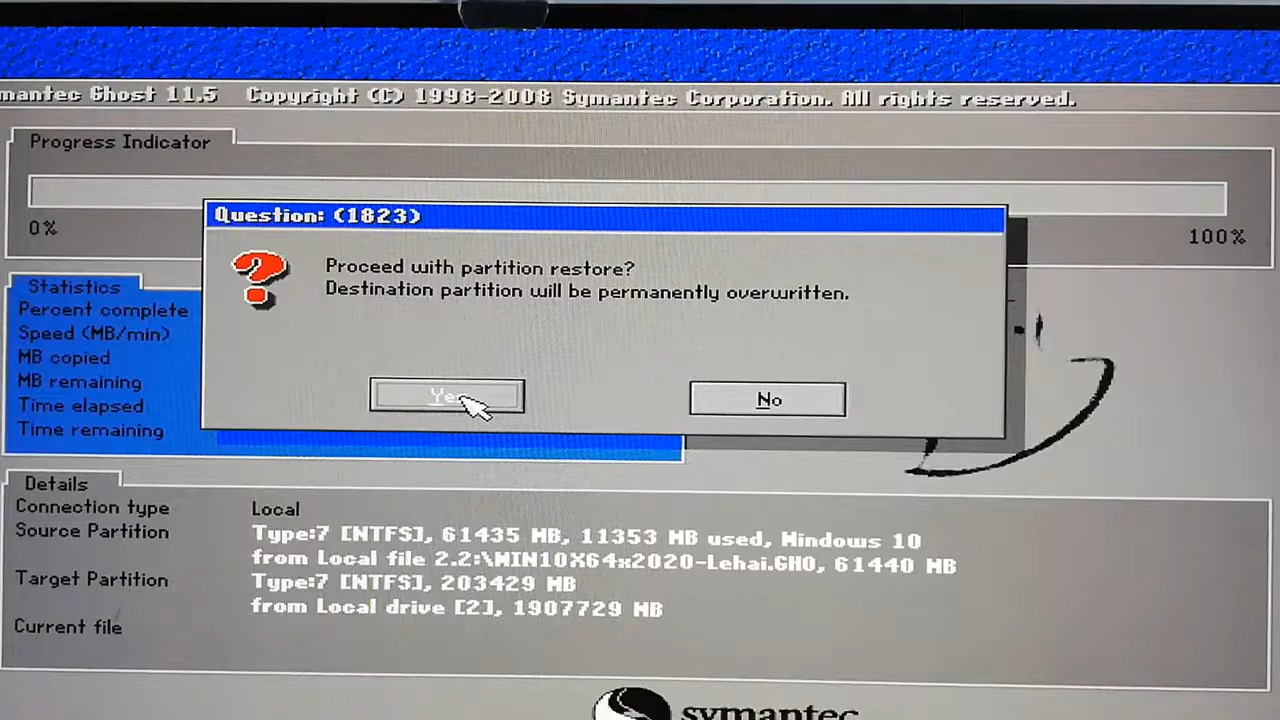 mantec Ghost 11.5 Copyright (C) 1998-2008 Symantec Corporation. All rights reserved.
Progress Indicator
0%
100%
Question: (1823)
Proceed with partition restore?
Destination partition will be permanently overwritten.
Yes
No
Statistics
Percent complete
Speed (MB/min)
MB copied
MB remaining
Time elapsed
Time remaining
Details
Connection type Local
Source Partition Type:7 [NTFS], 61435 MB, 11353 MB used, Windows 10
from Local file 2.2:\WIN10X64x2020-Lehai.GHO, 61440 MB
Target Partition Type:7 [NTFS], 203429 MB
from Local drive [2], 1907729 MB
Current file
symantec